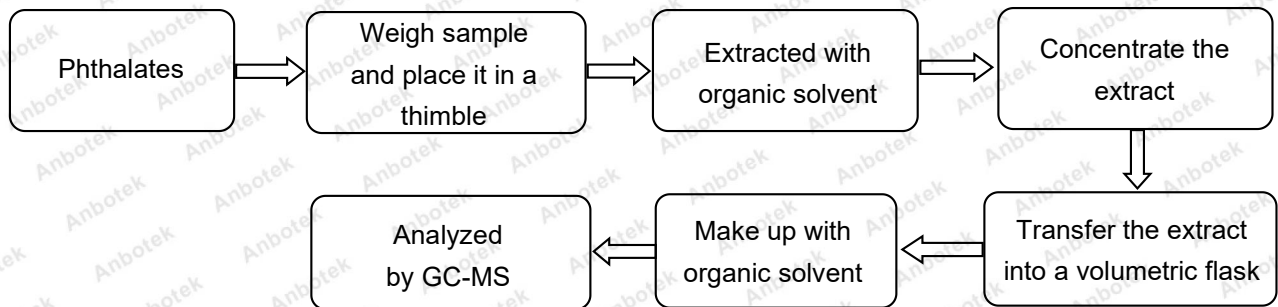 Phthalates
Weigh sample
and place it in a
thimble
Extracted with
organic solvent
Concentrate the
extract
Transfer the extract
into a volumetric flask
Make up with
organic solvent
Analyzed
by GC-MS
Anbotek